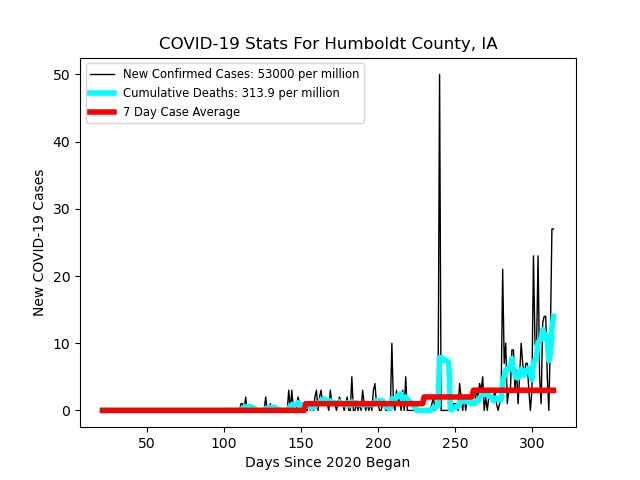 COVID-19 Stats For Humboldt County, IA
New Confirmed Cases: 53000 per million
Cumulative Deaths: 313.9 per million
7 Day Case Average
New COVID-19 Cases
50
40
30
20
10
0
50 100 150 200 250 300
Days Since 2020 Began